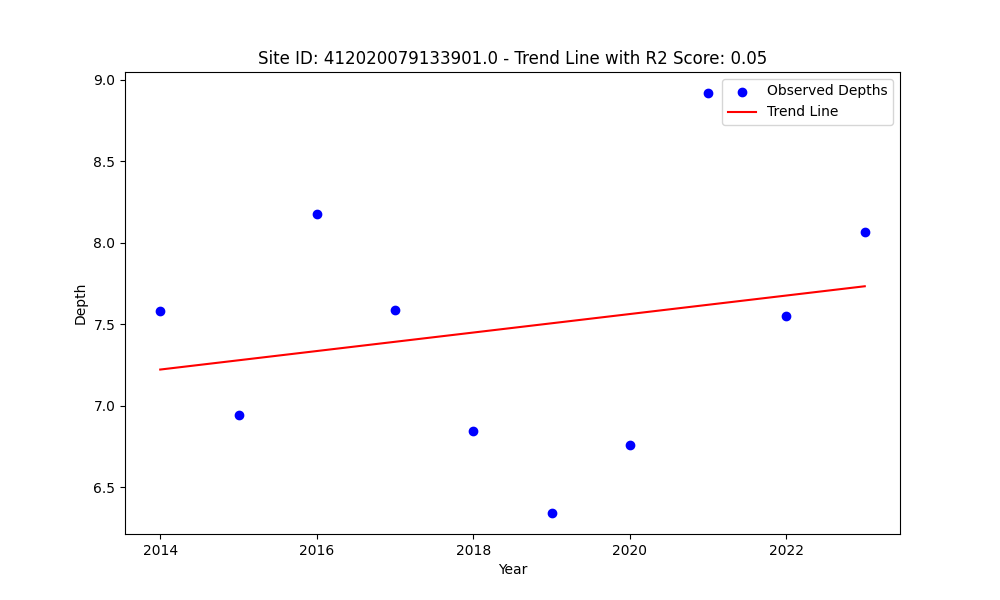 Site ID: 412020079133901.0 - Trend Line with R2 Score: 0.05
Observed Depths
Trend Line
9.0
8.5
8.0
7.5
7.0
6.5
Depth
2014
2016
2018
2020
2022
Year